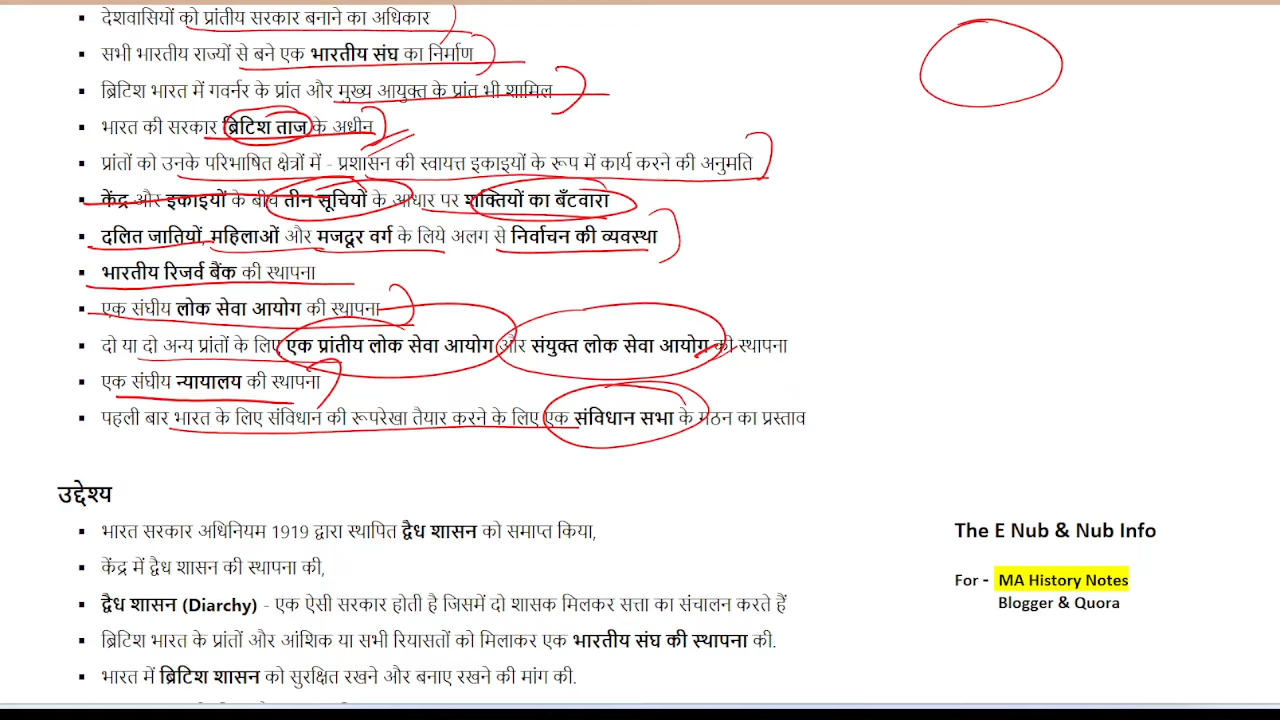 देशवासियों को प्रांतीय सरकार बनाने का अधिकार
सभी भारतीय राज्यों से बने एक भारतीय संघ का निर्माण
ब्रिटिश भारत में गवर्नर के प्रांत और मुख्य आयुक्त के प्रांत भी शामिल
भारत की सरकार ब्रिटिश ताज के अधीन
प्रांतों को उनके परिभाषित क्षेत्रों में - प्रशासन की स्वायत्त इकाइयों के रूप में कार्य करने की अनुमति
केंद्र और इकाइयों के बीच तीन सूचियों के आधार पर शक्तियों का बँटवारा
दलित जातियों, महिलाओं और मजदूर वर्ग के लिये अलग से निर्वाचन की व्यवस्था
भारतीय रिजर्व बैंक की स्थापना
एक संघीय लोक सेवा आयोग की स्थापना
दो या दो अन्य प्रांतों के लिए एक प्रांतीय लोक सेवा आयोग और संयुक्त लोक सेवा आयोग की स्थापना
एक संघीय न्यायालय की स्थापना
पहली बार भारत के लिए संविधान की रूपरेखा तैयार करने के लिए एक संविधान सभा के गठन का प्रस्ताव
उद्देश्य
भारत सरकार अधिनियम 1919 द्वारा स्थापित द्वैध शासन को समाप्त किया,
केंद्र में द्वैध शासन की स्थापना की,
द्वैध शासन (Diarchy) - एक ऐसी सरकार होती है जिसमें दो शासक मिलकर सत्ता का संचालन करते हैं
ब्रिटिश भारत के प्रांतों और आंशिक या सभी रियासतों को मिलाकर एक भारतीय संघ की स्थापना की.
भारत में ब्रिटिश शासन को सुरक्षित रखने और बनाए रखने की मांग की.
The E Nub & Nub Info
For - MA History Notes
Blogger & Quora